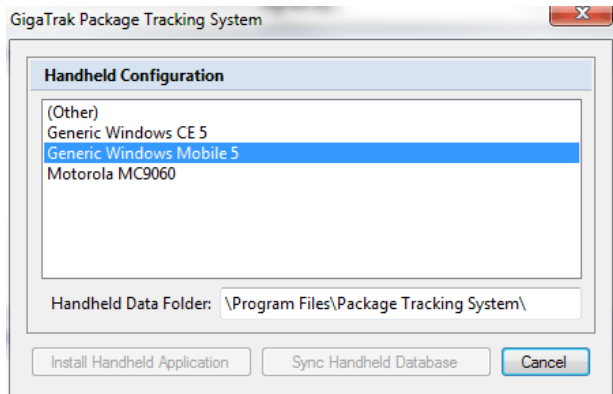 GigaTrak Package Tracking System
Handheld Configuration
(Other)
Generic Windows CE 5
Generic Windows Mobile 5
Motorola MC9060
Handheld Data Folder: \Program Files\Package Tracking System\
Install Handheld Application Sync Handheld Database Cancel